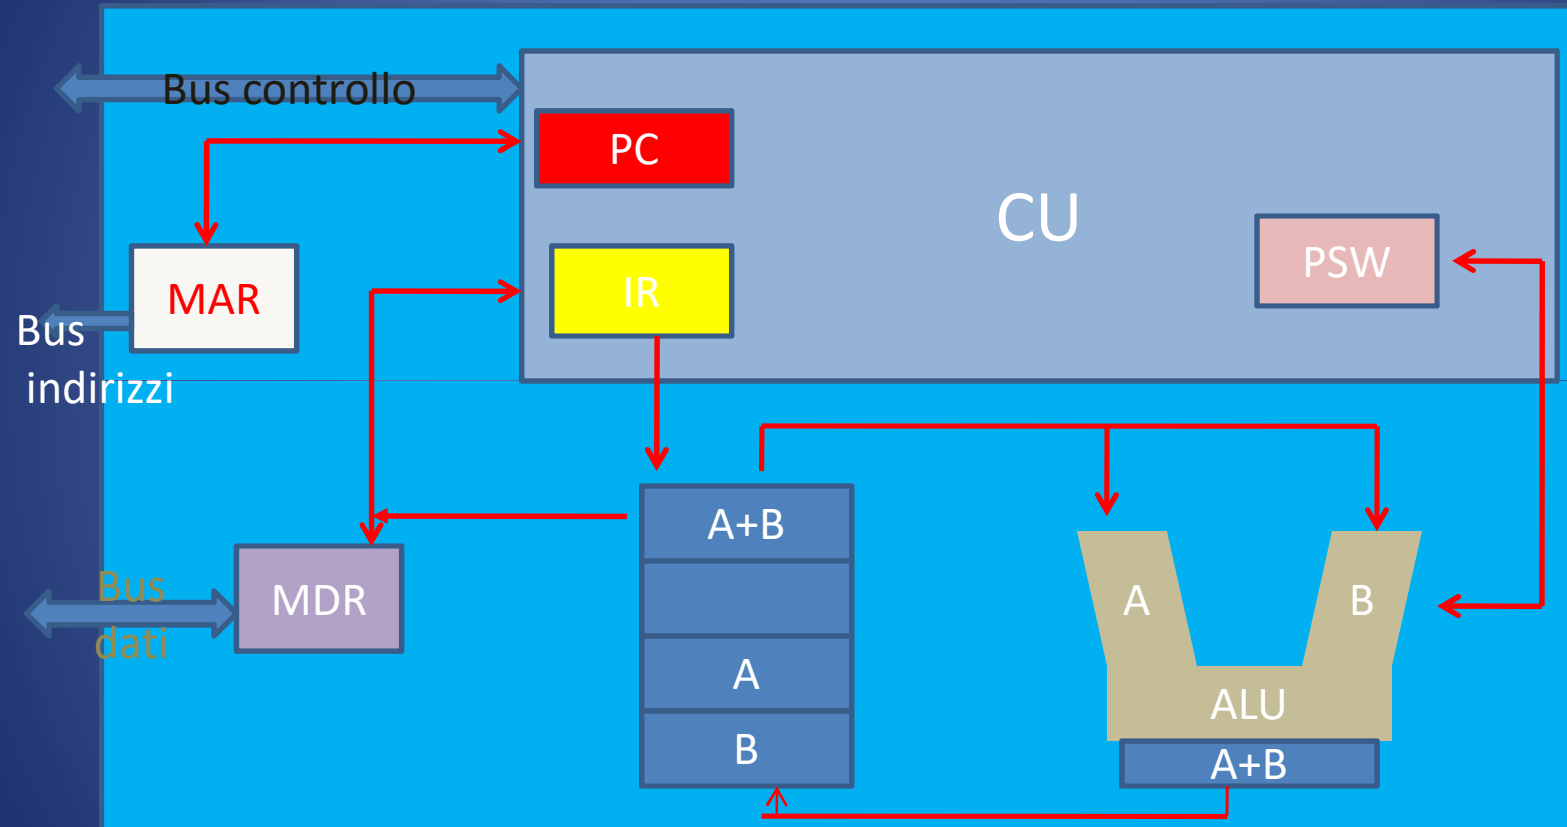 Bus controllo
PC
CU
PSW
MAR
IR
Bus
indirizzi
A+B
Bus
dati
MDR
A
B
A
ALU
B
A+B